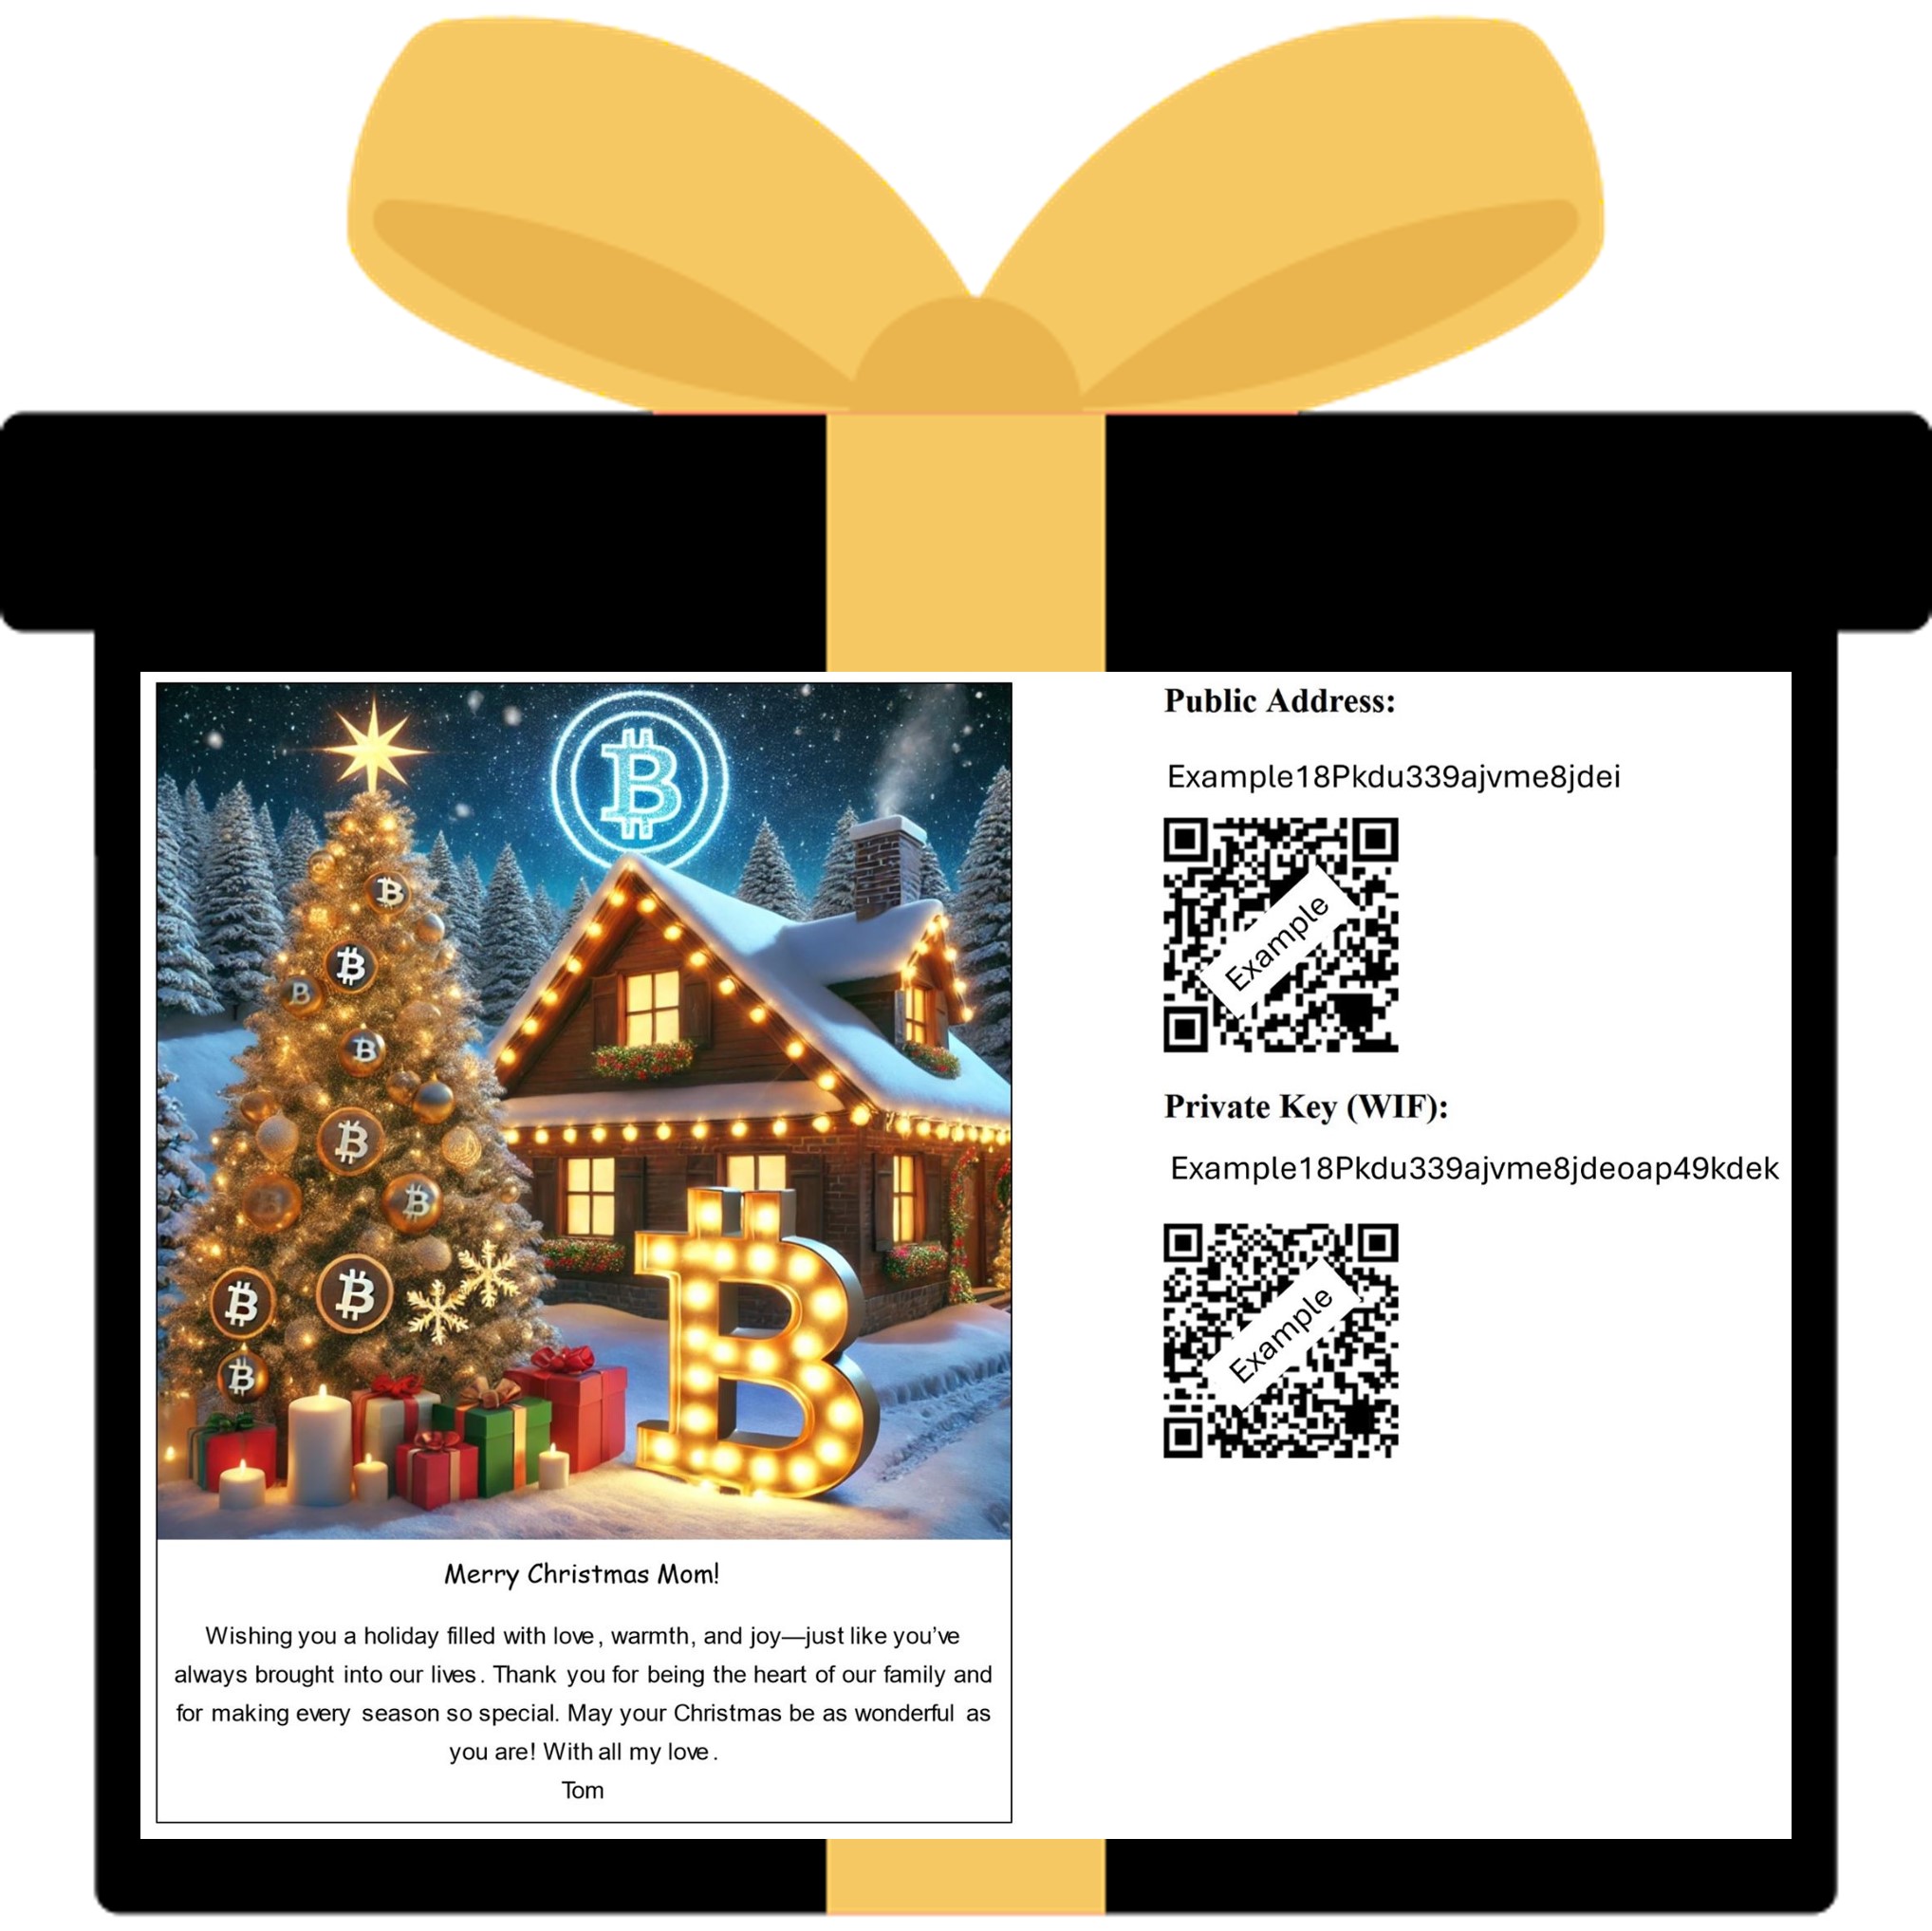 Merry Christmas Mom!
Wishing you a holiday filled with love, warmth, and joy—just like you’ve
always brought into our lives. Thank you for being the heart of our family and
for making every season so special. May your Christmas be as wonderful as
you are! With all my love.
Tom
Public Address:
Example18Pkdu339ajvme8jdei
Example
Private Key (WIF):
Example18Pkdu339ajvme8jdeoap49kdek
Example